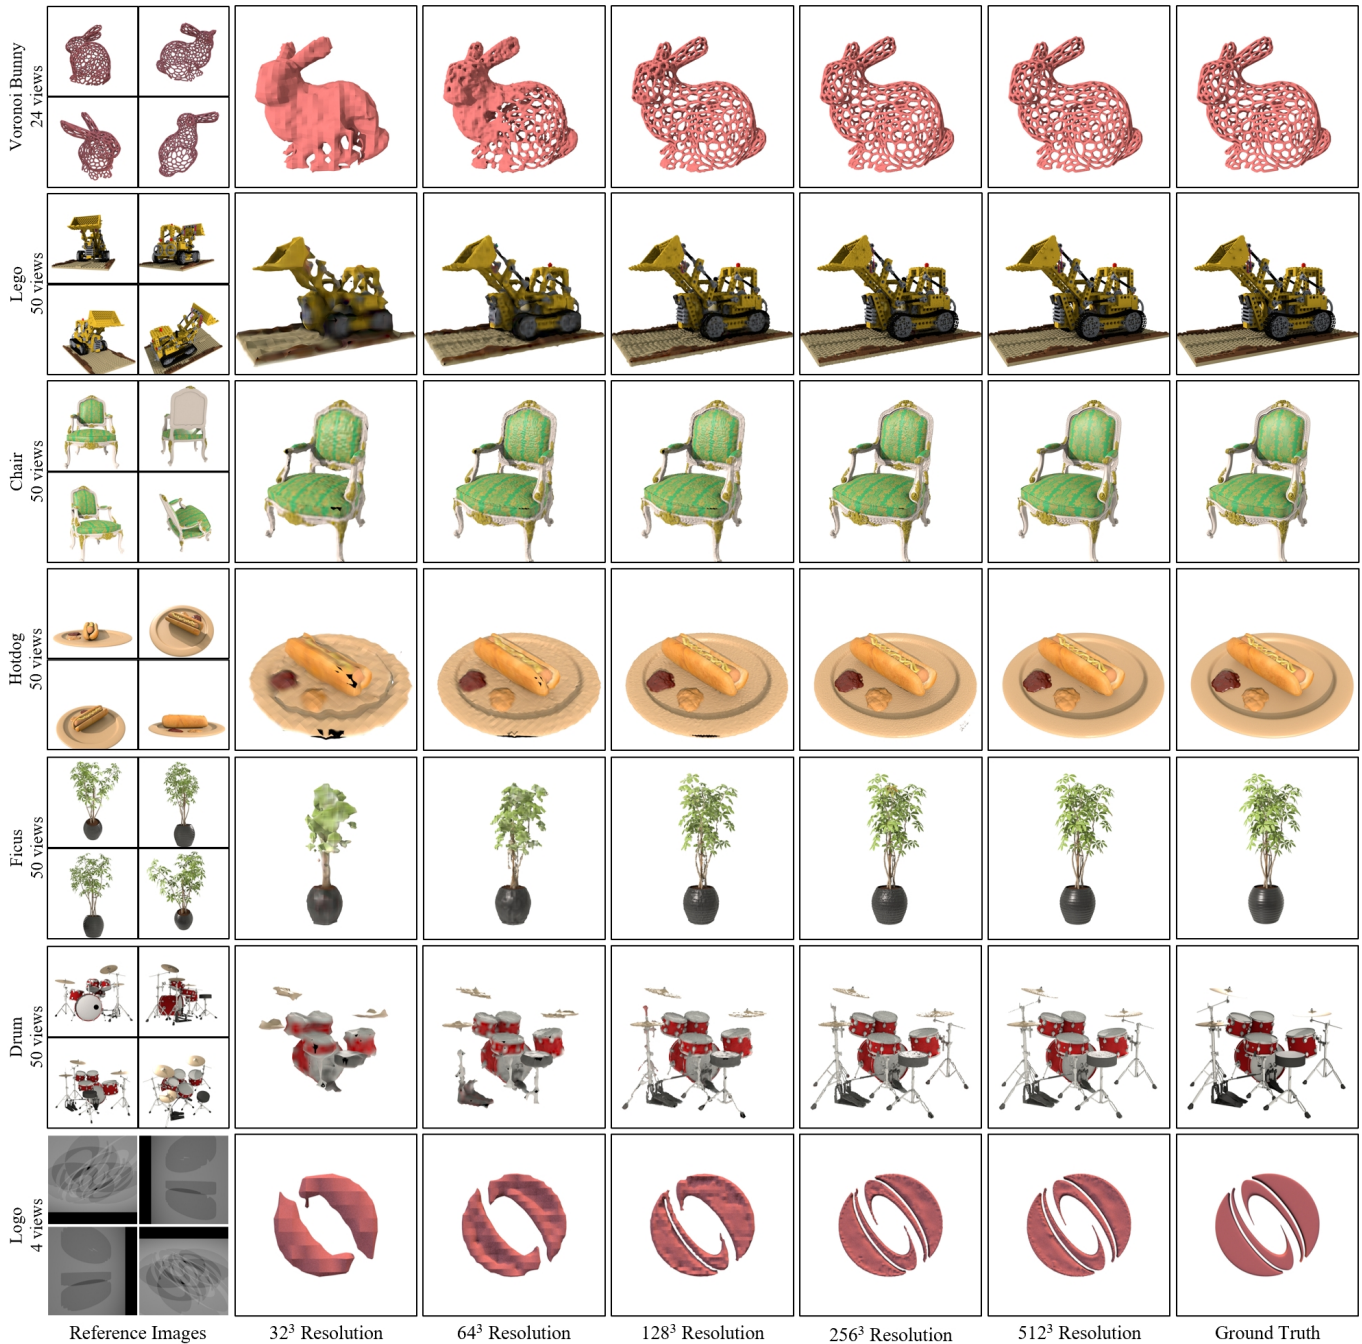 Voronoi Bunny
24 views
Lego
50 views
Chair
50 views
Hotdog
50 views
Ficus
50 views
Drum
50 views
Logo
4 views
Reference Images
32³ Resolution
64³ Resolution
128³ Resolution
256³ Resolution
512³ Resolution
Ground Truth